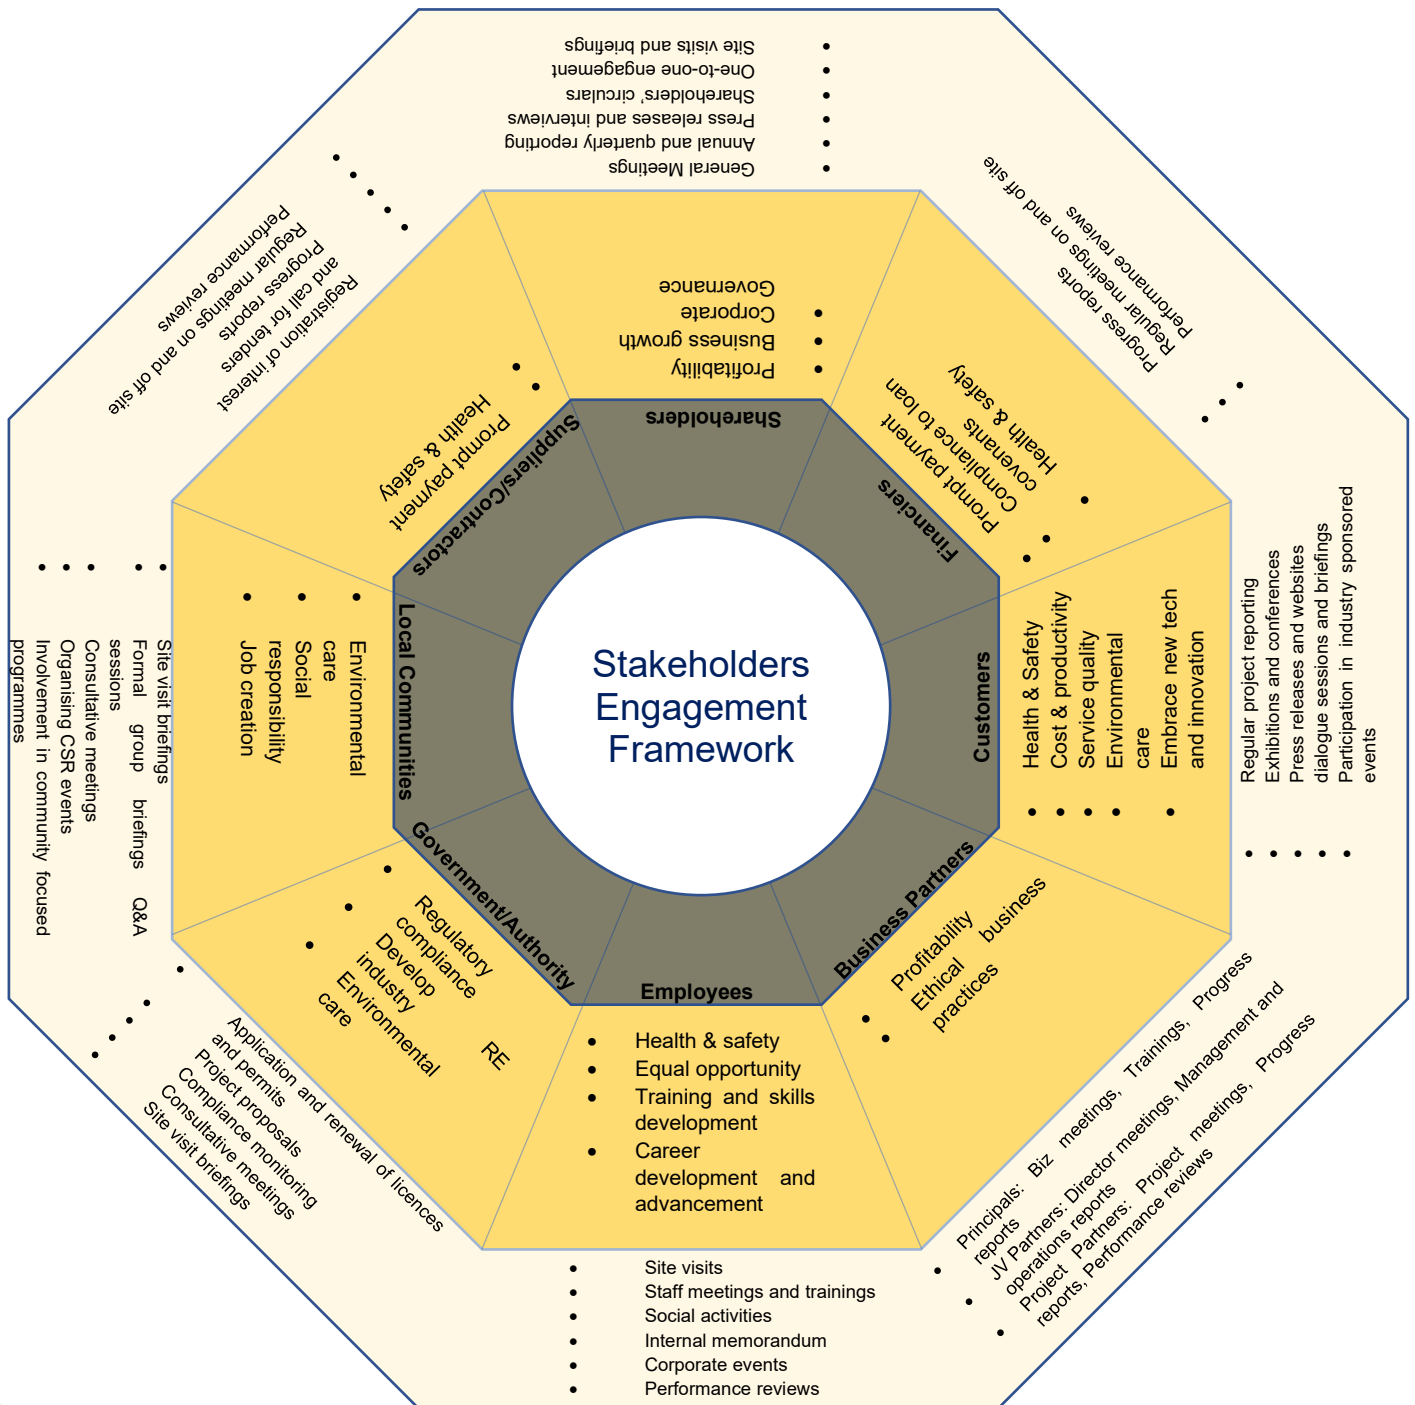 Stakeholders
Engagement
Framework
Shareholders
Profitability
Business growth
Corporate
Governance
General Meetings
Annual and quarterly reporting
Press releases and interviews
Shareholders’ circulars
One-to-one engagement
Site visits and briefings
Financiers
Prompt payment
Compliance to loan
covenants
Health & safety
Progress reports
Regular meetings on and off site
Performance reviews
Customers
Health & Safety
Cost & productivity
Service quality
Environmental
care
Embrace new tech
and innovation
Regular project reporting
Exhibitions and conferences
Press releases and websites
dialogue sessions and briefings
Participation in industry sponsored
events
Business Partners
Profitability
Ethical business
practices
Principals: Biz meetings, Trainings, Progress
reports
JV Partners: Director meetings, Management and
operations reports
Project Partners: Project meetings, Progress
reports, Performance reviews
Employees
Health & safety
Equal opportunity
Training and skills
development
Career
development and
advancement
Site visits
Staff meetings and trainings
Social activities
Internal memorandum
Corporate events
Performance reviews
Government/Authority
Regulatory
compliance
Develop RE
industry
Environmental
care
Application and renewal of licences
and permits
Project proposals
Compliance monitoring
Consultative meetings
Site visit briefings
Local Communities
Environmental
care
Social
responsibility
Job creation
Site visit briefings
Formal group briefings Q&A
sessions
Consultative meetings
Organising CSR events
Involvement in community focused
programmes
Suppliers/Contractors
Prompt payment
Health & safety
Registration of interest
and call for tenders
Progress reports
Regular meetings on and off site
Performance reviews